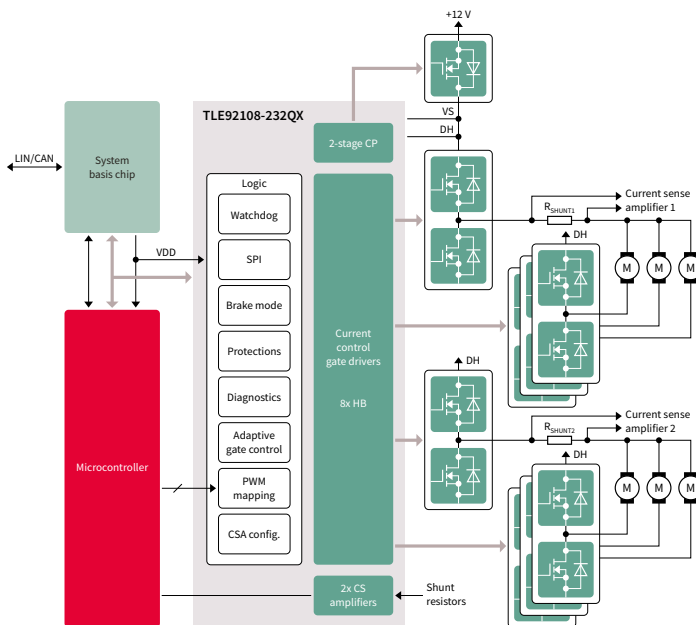 +12 V
TLE92108-232QX
VS
DH
2-stage CP
LIN/CAN
System
basis chip
Logic
Watchdog
VDD
SPI
Brake mode
Protections
Diagnostics
Adaptive
gate control
PWM
mapping
CSA config.
Current
control
gate drivers
8x HB
Microcontroller
2x CS
amplifiers
Shunt
resistors
RSHUNT1
Current sense
amplifier 1
DH
M
M
M
DH
RSHUNT2
Current sense
amplifier 2
DH
M
M
M